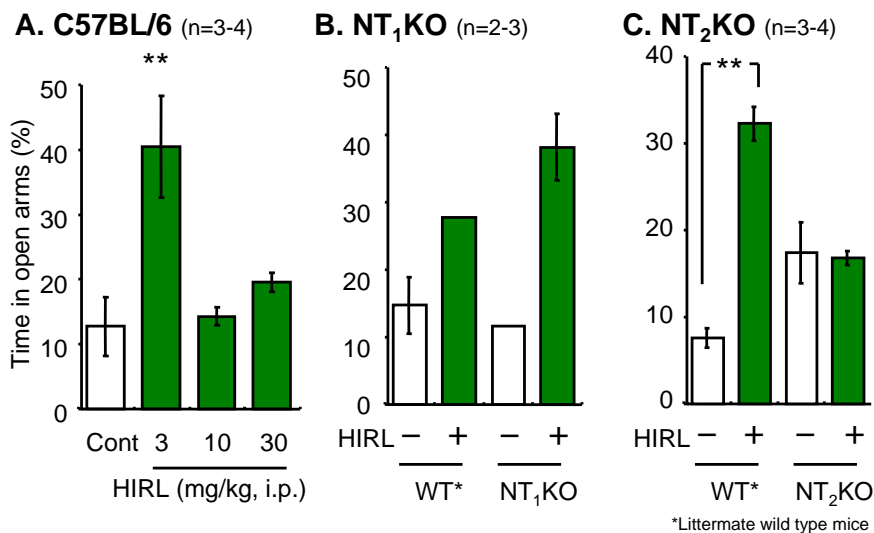 A. C57BL/6 (n=3-4)
**
Time in open arms (%)
50
40
30
20
10
0
Cont 3 10 30
HIRL (mg/kg, i.p.)
B. NT₁KO (n=2-3)
50
40
30
20
10
0
HIRL − + − +
WT* NT₁KO
C. NT₂KO (n=3-4)
**
40
30
20
10
0
HIRL − + − +
WT* NT₂KO
*Littermate wild type mice